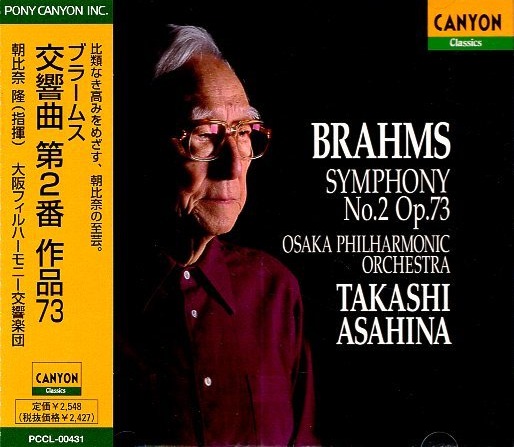 PONY CANYON INC.
比類なき高みをめざす、朝比奈の至芸。
ブラームス
交響曲 第2番 作品73
朝比奈 隆(指揮) 大阪フィルハーモニー交響楽団
CANYON
Classics
定価¥2,548
(税抜価格¥2,427)
PCCL-00431
CANYON
Classics
BRAHMS
SYMPHONY
No.2 Op.73
OSAKA PHILHARMONIC
ORCHESTRA
TAKASHI
ASAHINA